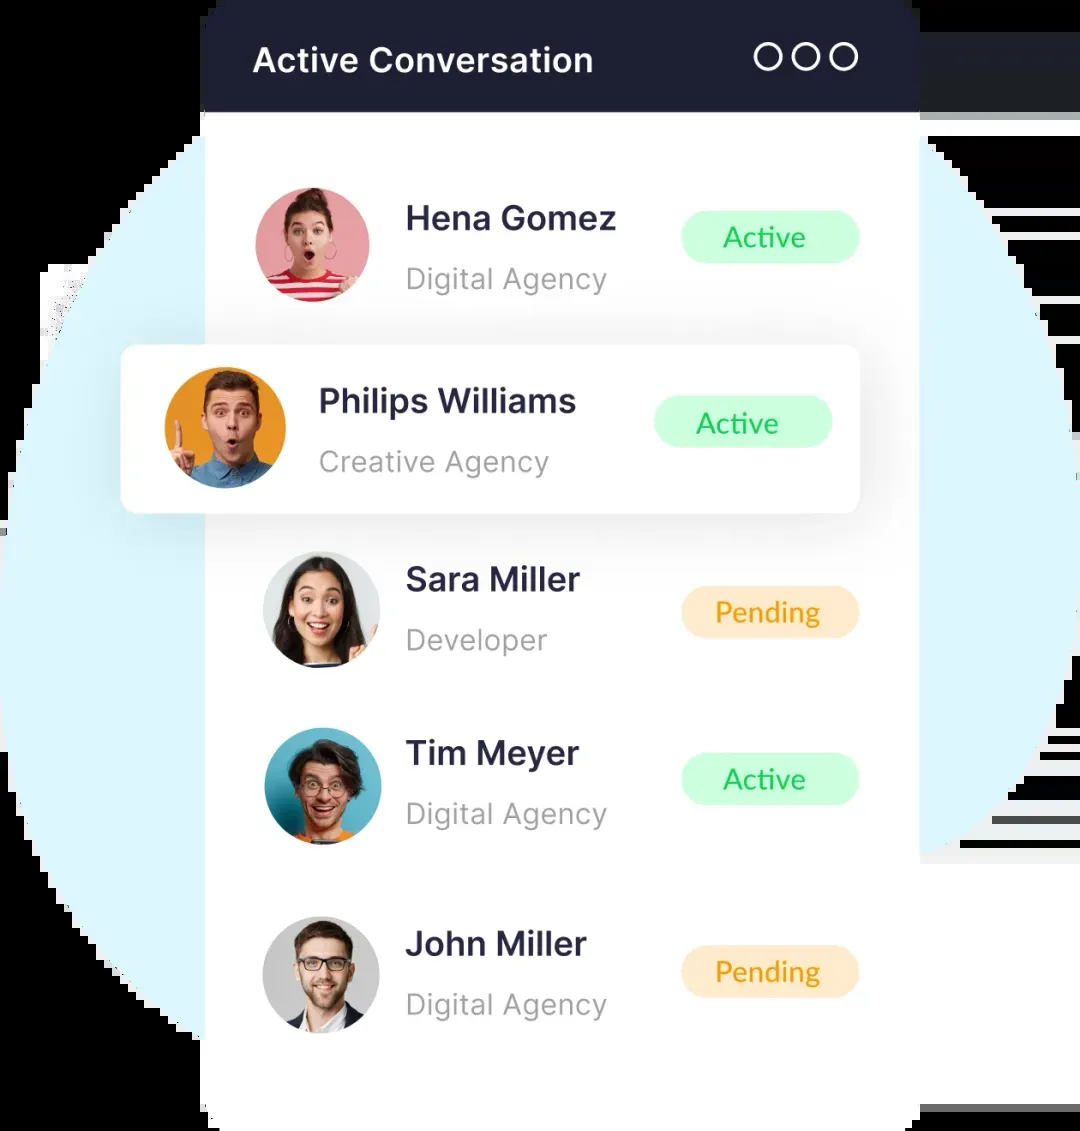 Active Conversation
Hena Gomez
Active
Digital Agency
Philips Williams
Active
Creative Agency
Sara Miller
Pending
Developer
Tim Meyer
Active
Digital Agency
John Miller
Pending
Digital Agency